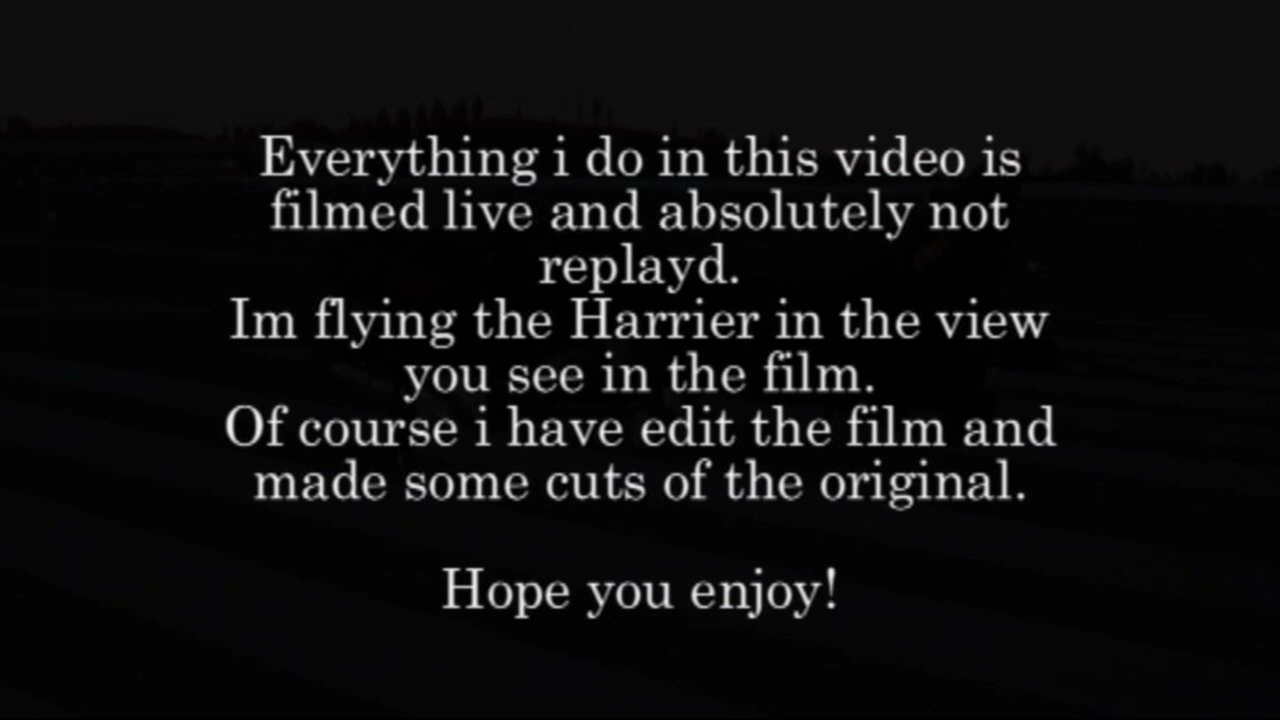 Everything i do in this video is
filmed live and absolutely not
replayd.
Im flying the Harrier in the view
you see in the film.
Of course i have edit the film and
made some cuts of the original.
Hope you enjoy!